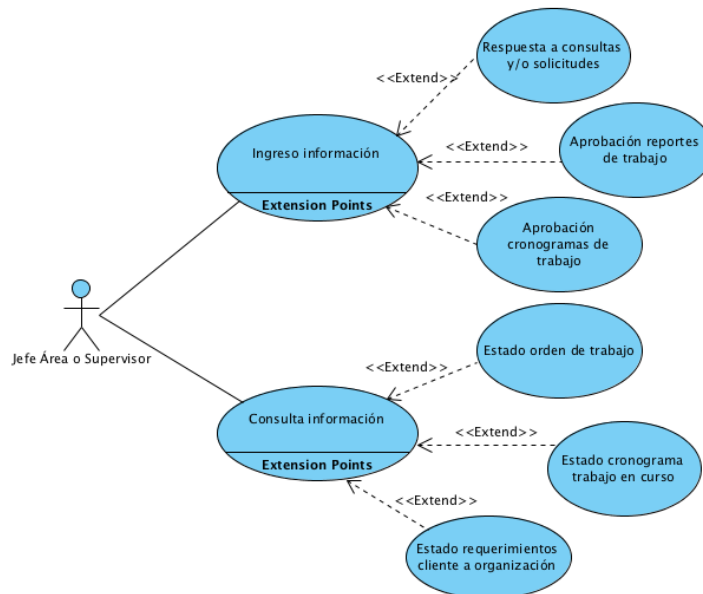 Respuesta a consultas
y/o solicitudes
<<Extend>>
Ingreso información
Extension Points
<<Extend>>
Aprobación reportes
de trabajo
<<Extend>>
Aprobación
cronogramas de
trabajo
Jefe Área o Supervisor
Estado orden de trabajo
<<Extend>>
Consulta información
Extension Points
<<Extend>>
Estado cronograma
trabajo en curso
<<Extend>>
Estado requerimientos
cliente a organización